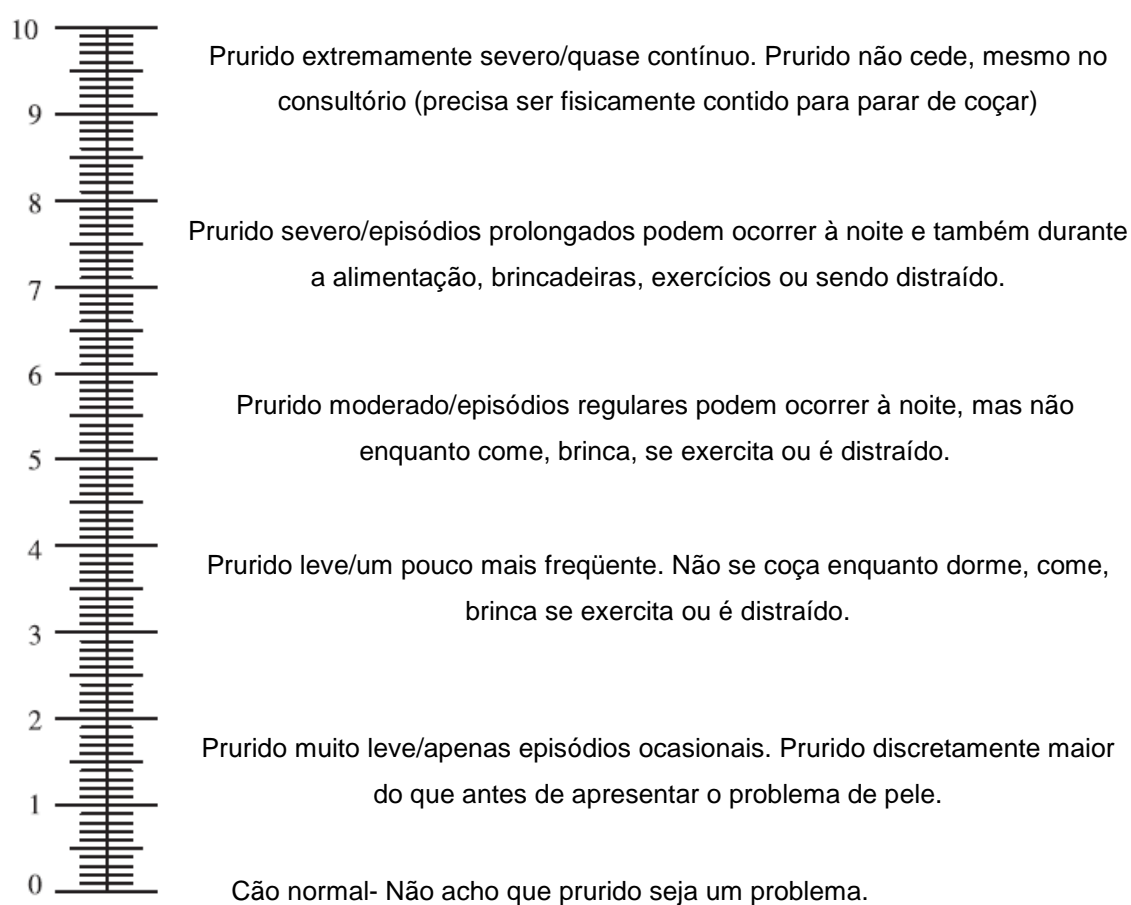 10
Prurido extremamente severo/quase contínuo. Prurido não cede, mesmo no
consultório (precisa ser fisicamente contido para parar de coçar)
9
8
Prurido severo/episódios prolongados podem ocorrer à noite e também durante
a alimentação, brincadeiras, exercícios ou sendo distraído.
7
6
Prurido moderado/episódios regulares podem ocorrer à noite, mas não
enquanto come, brinca, se exercita ou é distraído.
5
4
Prurido leve/um pouco mais freqüente. Não se coça enquanto dorme, come,
brinca se exercita ou é distraído.
3
2
Prurido muito leve/apenas episódios ocasionais. Prurido discretamente maior
do que antes de apresentar o problema de pele.
1
0
Cão normal- Não acho que prurido seja um problema.